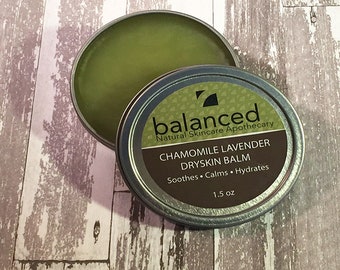 balanced
Natural Skincare Apothecary
CHAMOMILE LAVENDER
DRYSKIN BALM
Soothes • Calms • Hydrates
1.5 oz